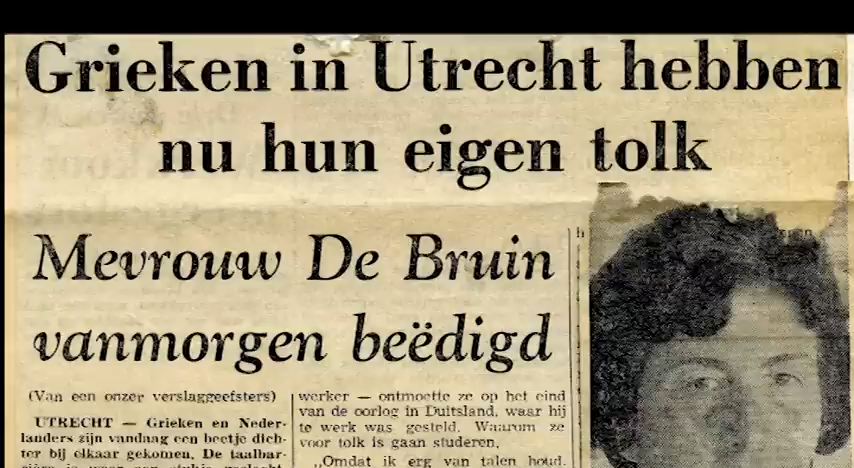 Grieken in Utrecht hebben
nu hun eigen tolk
Mevrouw De Bruin
vanmorgen beëdigd
(Van een onzer verslaggeefsters)
UTRECHT — Grieken en Neder-
landers zijn vandaag een beetje dich-
ter bij elkaar gekomen. De taalbar-
werker — ontmoette ze op het eind
van de oorlog in Duitsland, waar hij
te werk was gesteld. Waarom ze
voor tolk is gaan studeren.
„Omdat ik erg van talen houd.